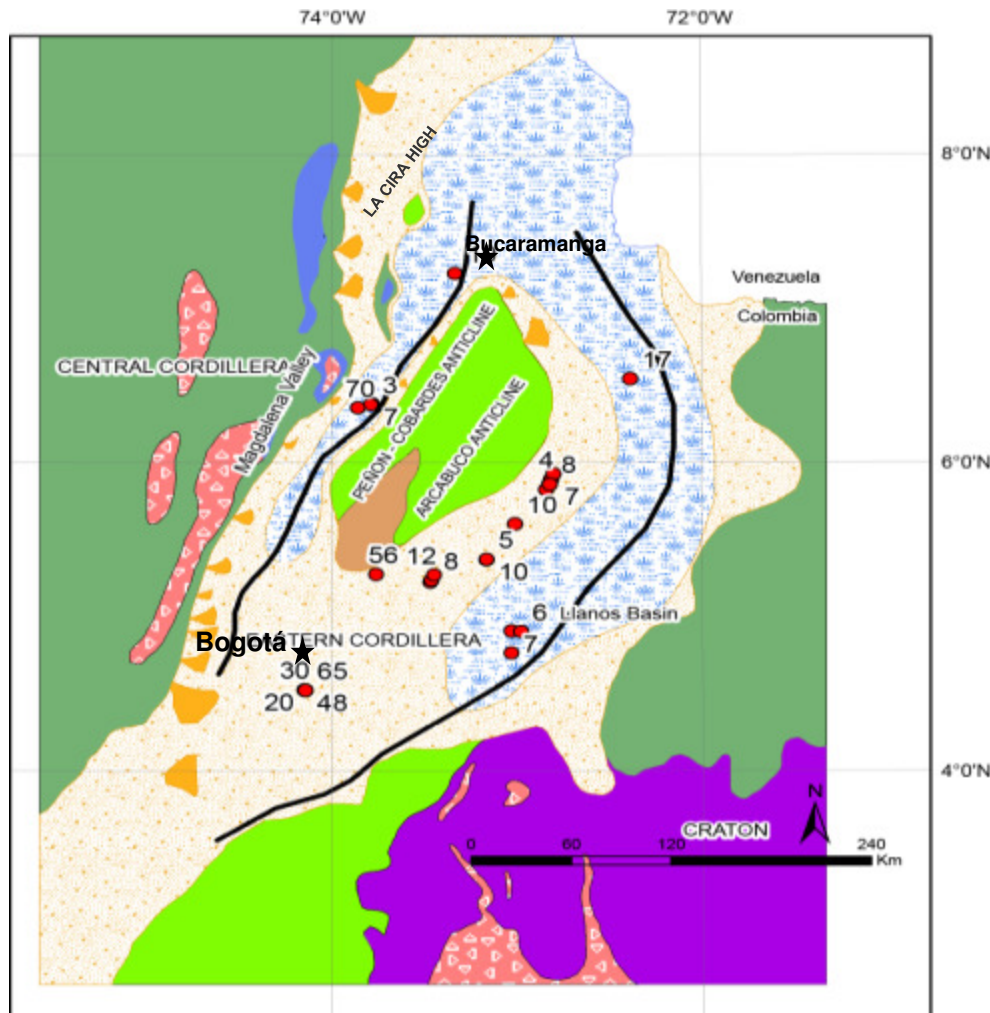 74°0'W
72°0'W
8°0'N
LA CIRA HIGH
Bucaramanga
Venezuela
Colombia
CENTRAL CORDILLERA
Magdalena Valley
17
70 3
7
PEÑON - COBARDES ANTICLINE
ARCABUCO ANTICLINE
6°0'N
4 8
10 7
5
56 12 8
10
6
Llanos Basin
7
Bogotá
EASTERN CORDILLERA
30 65
20 48
4°0'N
N
CRATON
0 60 120 240
Km